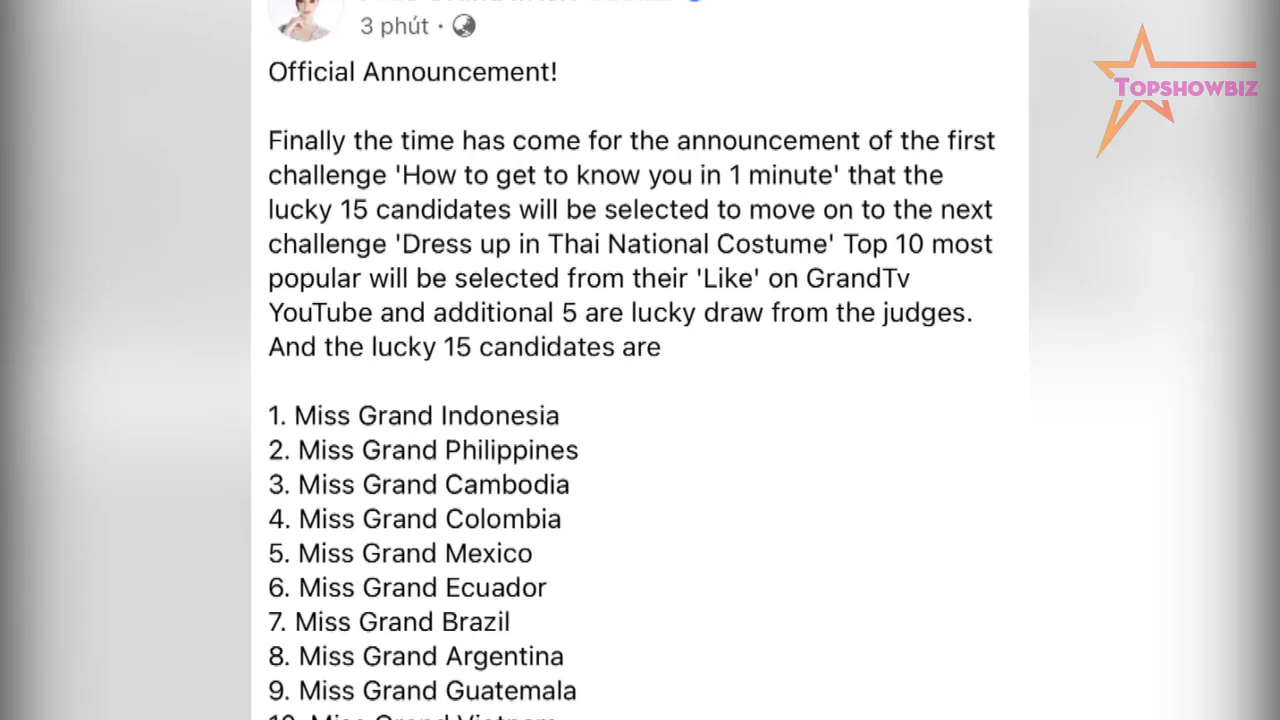 3 phút ·
TOPSHOWBIZ
Official Announcement!
Finally the time has come for the announcement of the first
challenge 'How to get to know you in 1 minute' that the
lucky 15 candidates will be selected to move on to the next
challenge 'Dress up in Thai National Costume' Top 10 most
popular will be selected from their 'Like' on GrandTv
YouTube and additional 5 are lucky draw from the judges.
And the lucky 15 candidates are
1. Miss Grand Indonesia
2. Miss Grand Philippines
3. Miss Grand Cambodia
4. Miss Grand Colombia
5. Miss Grand Mexico
6. Miss Grand Ecuador
7. Miss Grand Brazil
8. Miss Grand Argentina
9. Miss Grand Guatemala
10. Miss Grand Vietnam